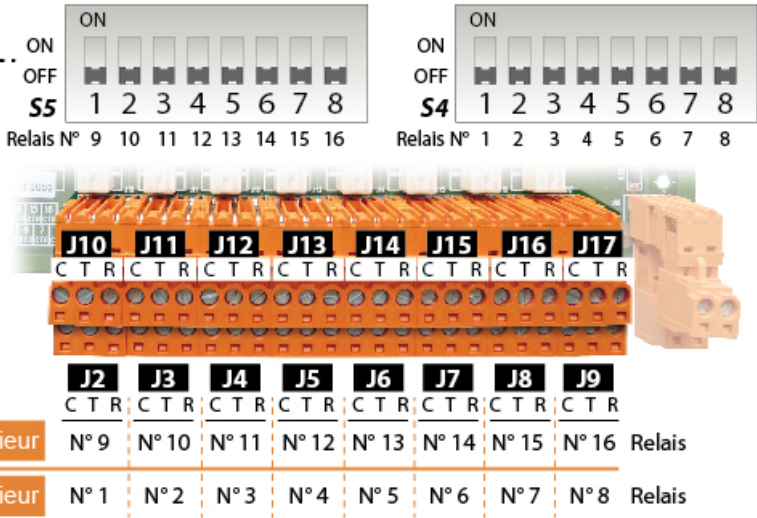 ON
ON
ON
ON
OFF
OFF
S5 1 2 3 4 5 6 7 8
S4 1 2 3 4 5 6 7 8
Relais N° 9 10 11 12 13 14 15 16
Relais N° 1 2 3 4 5 6 7 8
J10 J11 J12 J13 J14 J15 J16 J17
C T R C T R C T R C T R C T R C T R C T R C T R
J2 J3 J4 J5 J6 J7 J8 J9
C T R C T R C T R C T R C T R C T R C T R C T R
ieur N° 9 N° 10 N° 11 N° 12 N° 13 N° 14 N° 15 N° 16 Relais
ieur N° 1 N° 2 N° 3 N° 4 N° 5 N° 6 N° 7 N° 8 Relais